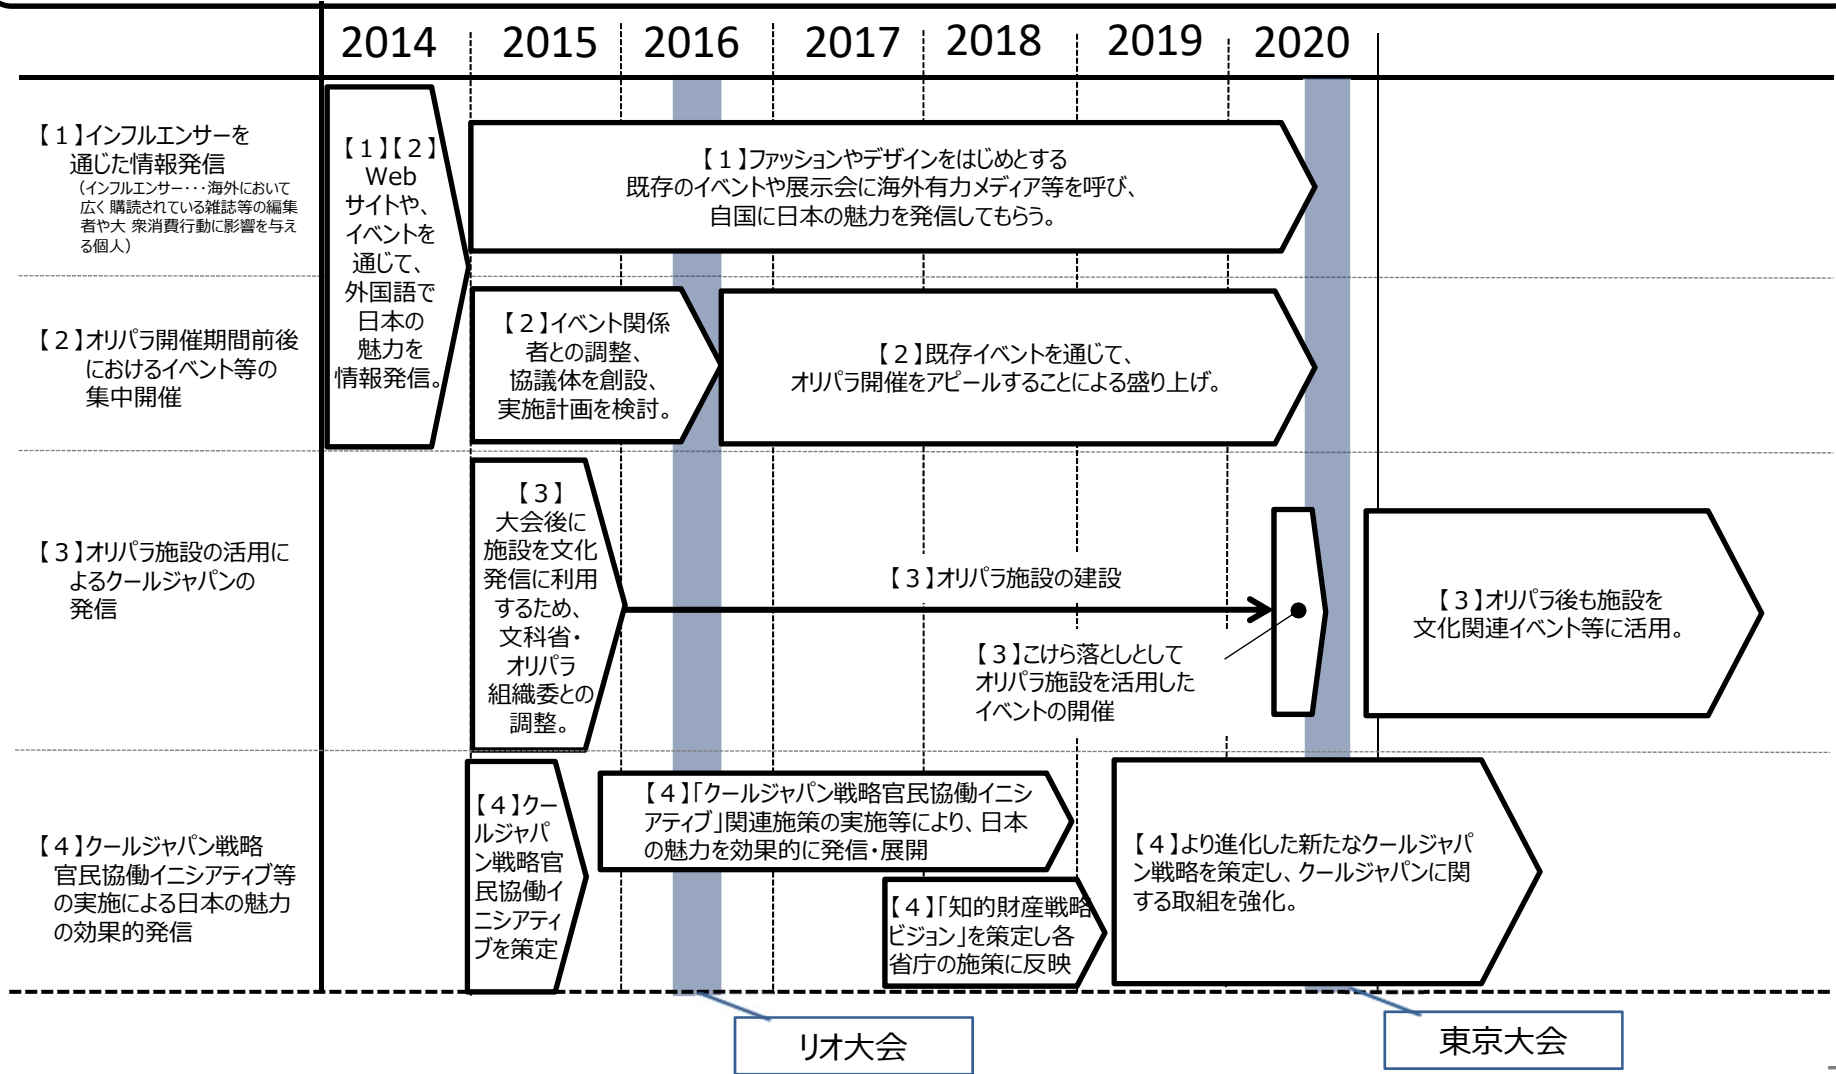 2014 2015 2016 2017 2018 2019 2020
【１】インフルエンサーを
通じた情報発信
（インフルエンサー・・・海外において
広く購読されている雑誌等の編集
者や大 衆消費行動に影響を与え
る個人）
【１】【２】
Web
サイトや、
イベントを
通じて、
外国語で
日本の
魅力を
情報発信。
【１】ファッションやデザインをはじめとする
既存のイベントや展示会に海外有力メディア等を呼び、
自国に日本の魅力を発信してもらう。
【２】オリパラ開催期間前後
におけるイベント等の
集中開催
【２】イベント関係
者との調整、
協議体を創設、
実施計画を検討。
【２】既存イベントを通じて、
オリパラ開催をアピールすることによる盛り上げ。
【３】オリパラ施設の活用に
よるクールジャパンの
発信
【３】
大会後に
施設を文化
発信に利用
するため、
文科省・
オリパラ
組織委との
調整。
【３】オリパラ施設の建設
【３】こけら落としとして
オリパラ施設を活用した
イベントの開催
【３】オリパラ後も施設を
文化関連イベント等に活用。
【４】クールジャパン戦略
官民協働イニシアティブ等
の実施による日本の魅力
の効果的発信
【４】クー
ルジャパ
ン戦略官
民協働イ
ニシアティ
ブを策定
【４】「クールジャパン戦略官民協働イニシ
アティブ」関連施策の実施等により、日本
の魅力を効果的に発信・展開
【４】「知的財産戦略
ビジョン」を策定し各
省庁の施策に反映
【４】より進化した新たなクールジャパ
ン戦略を策定し、クールジャパンに関
する取組を強化。
リオ大会
東京大会